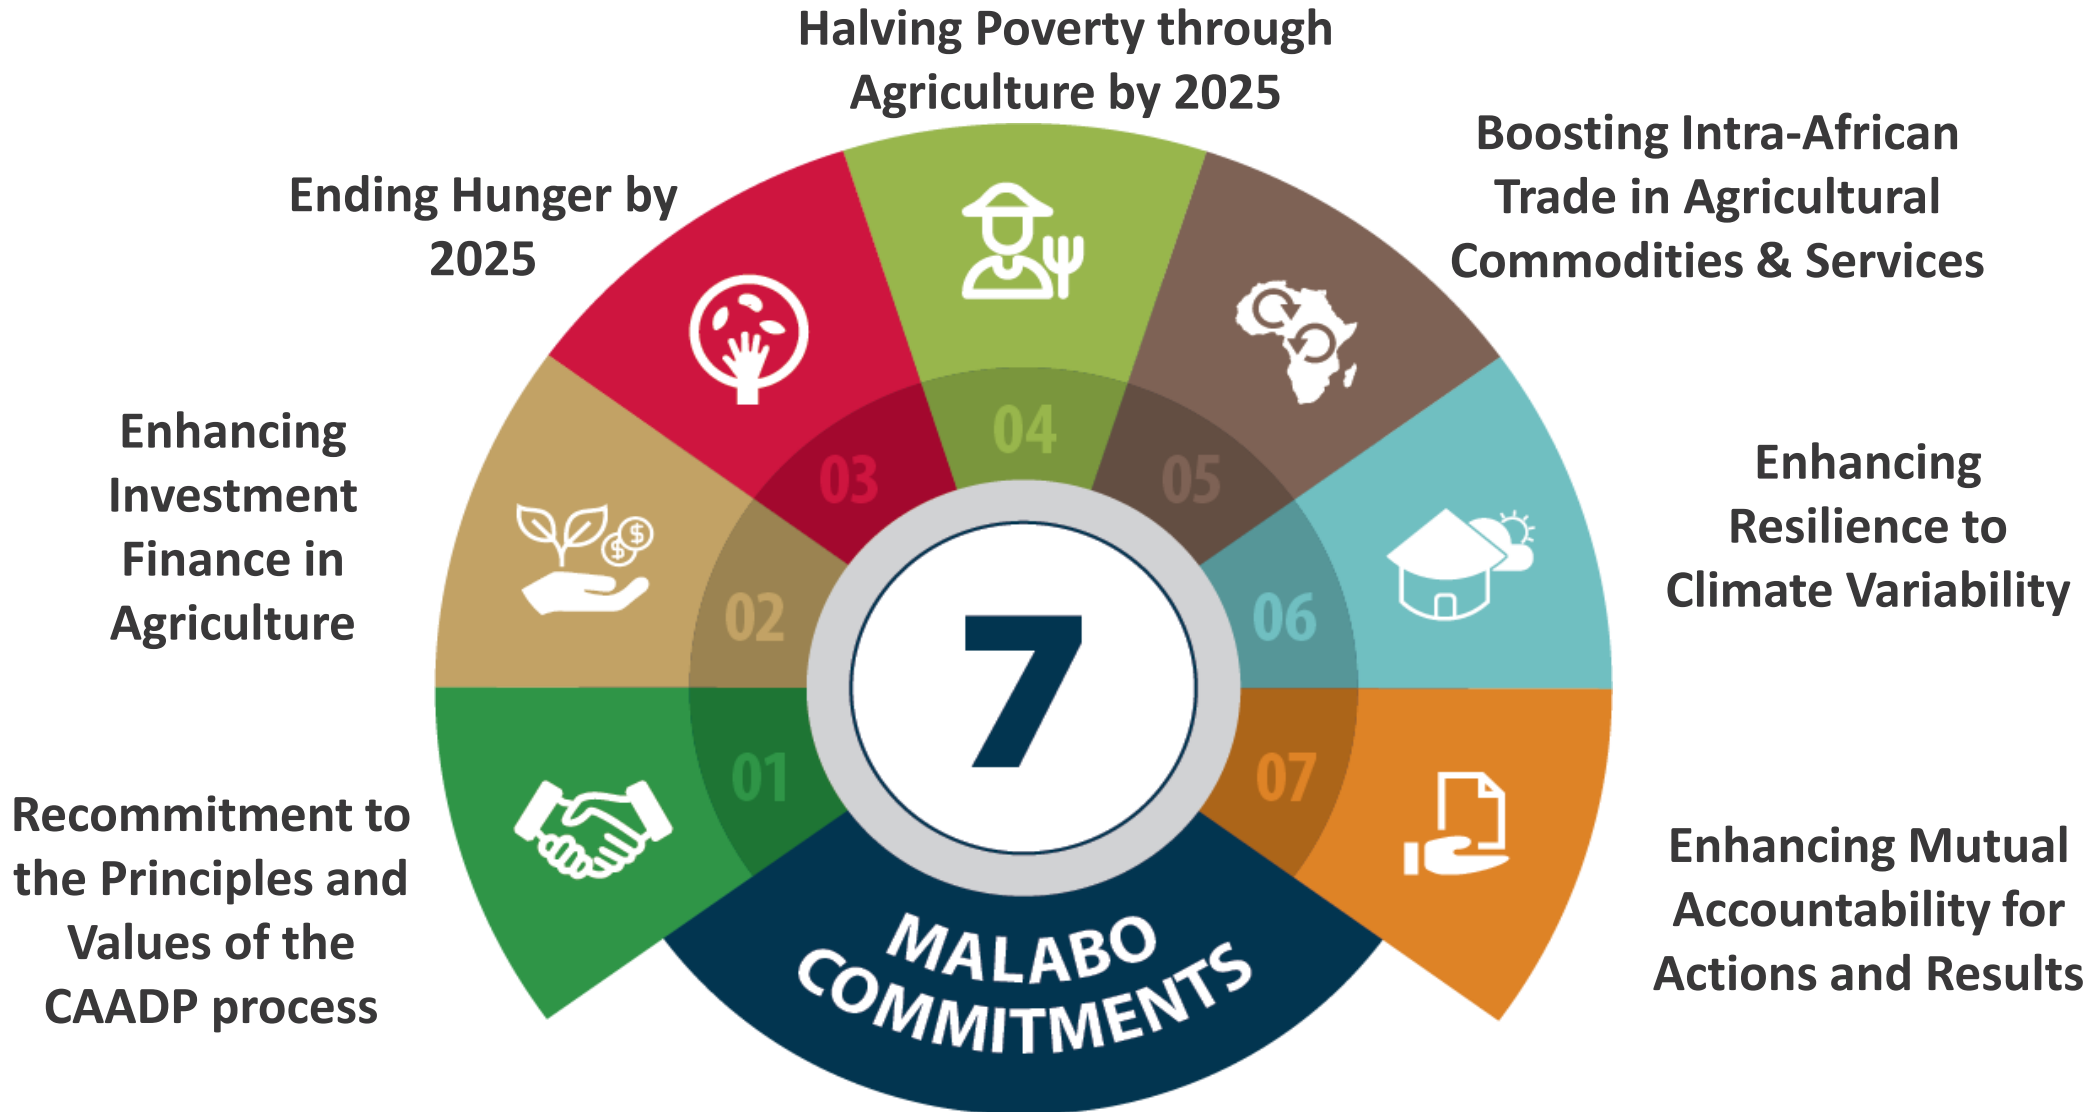 Halving Poverty through
Agriculture by 2025
Ending Hunger by
2025
Boosting Intra-African
Trade in Agricultural
Commodities & Services
Enhancing
Investment
Finance in
Agriculture
Enhancing
Resilience to
Climate Variability
Recommitment to
the Principles and
Values of the
CAADP process
Enhancing Mutual
Accountability for
Actions and Results
01
02
03
04
05
06
07
$ $
7
MALABO
COMMITMENTS